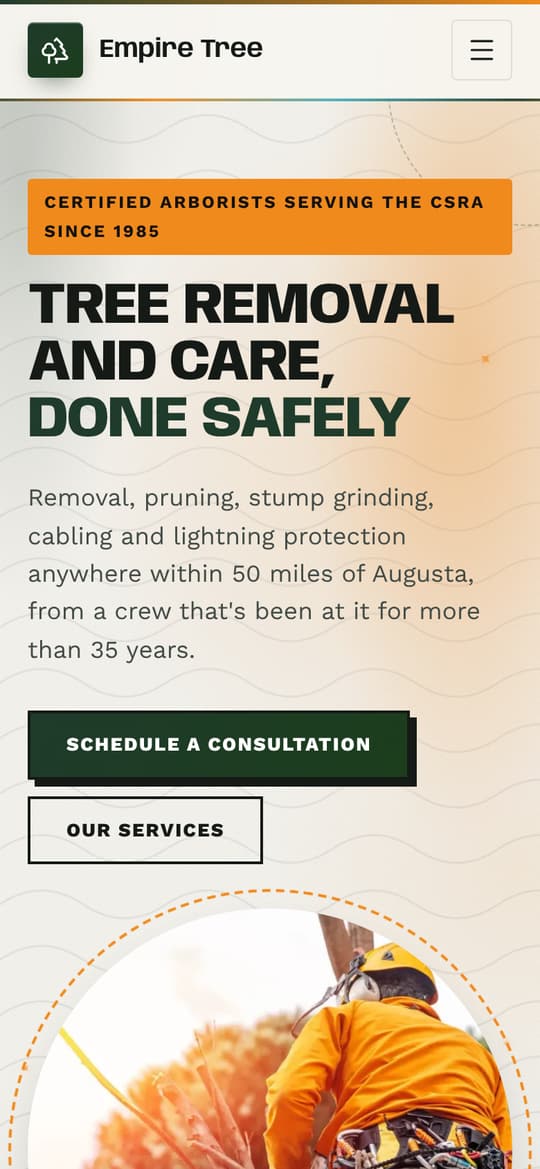 Empire Tree
CERTIFIED ARBORISTS SERVING THE CSRA
SINCE 1985
TREE REMOVAL
AND CARE,
DONE SAFELY
Removal, pruning, stump grinding,
cabling and lightning protection
anywhere within 50 miles of Augusta,
from a crew that's been at it for more
than 35 years.
SCHEDULE A CONSULTATION
OUR SERVICES